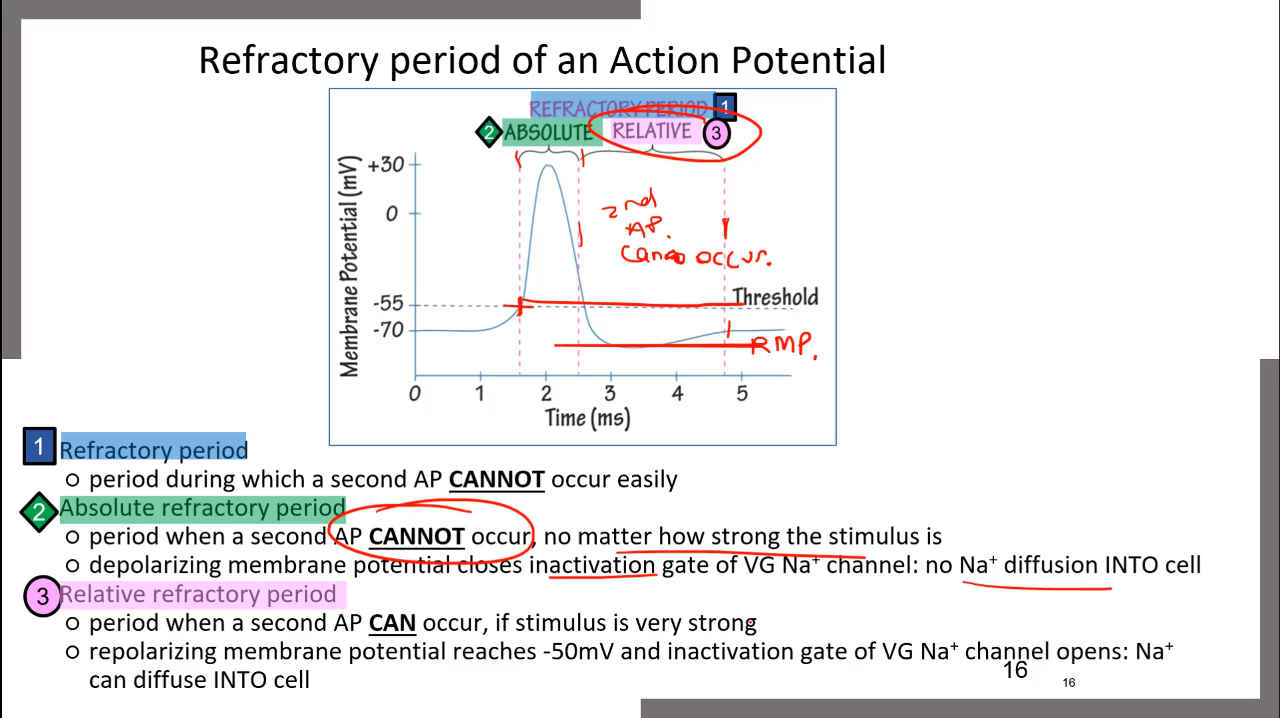 Refractory period of an Action Potential
REFRACTORY PERIOD 1
2 ABSOLUTE RELATIVE 3
Membrane Potential (mV)
+30
0
-55
-70
2nd
AP.
can occur.
Threshold
RMP.
0 1 2 3 4 5
Time (ms)
1 Refractory period
period during which a second AP CANNOT occur easily
2 Absolute refractory period
period when a second AP CANNOT occur, no matter how strong the stimulus is
depolarizing membrane potential closes inactivation gate of VG Na⁺ channel: no Na⁺ diffusion INTO cell
3 Relative refractory period
period when a second AP CAN occur, if stimulus is very strong
repolarizing membrane potential reaches -50mV and inactivation gate of VG Na⁺ channel opens: Na⁺
can diffuse INTO cell
16
16